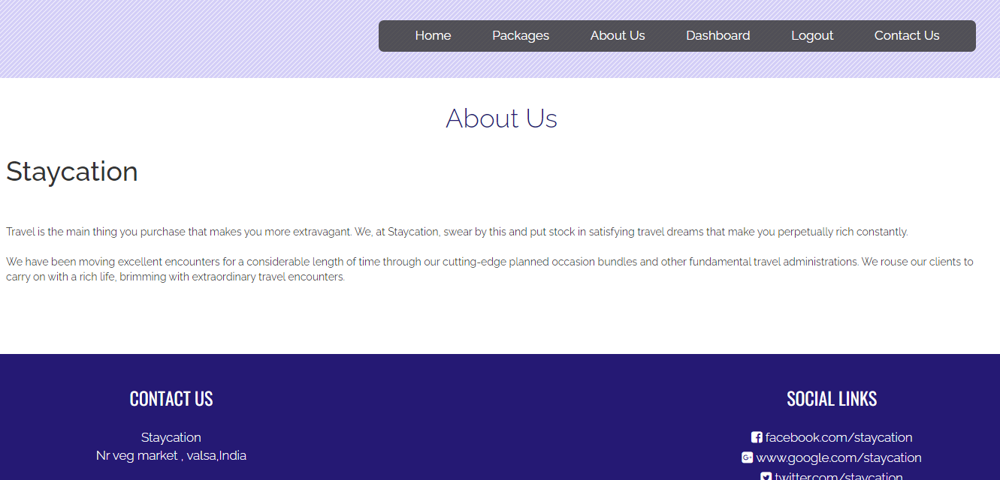 Home Packages About Us Dashboard Logout Contact Us
About Us
Staycation
Travel is the main thing you purchase that makes you more extravagant. We, at Staycation, swear by this and put stock in satisfying travel dreams that make you perpetually rich constantly.
We have been moving excellent encounters for a considerable length of time through our cutting-edge planned occasion bundles and other fundamental travel administrations. We rouse our clients to
carry on with a rich life, brimming with extraordinary travel encounters.
CONTACT US
Staycation
Nr veg market , valsa,India
SOCIAL LINKS
facebook.com/staycation
www.google.com/staycation
twitter.com/staycation